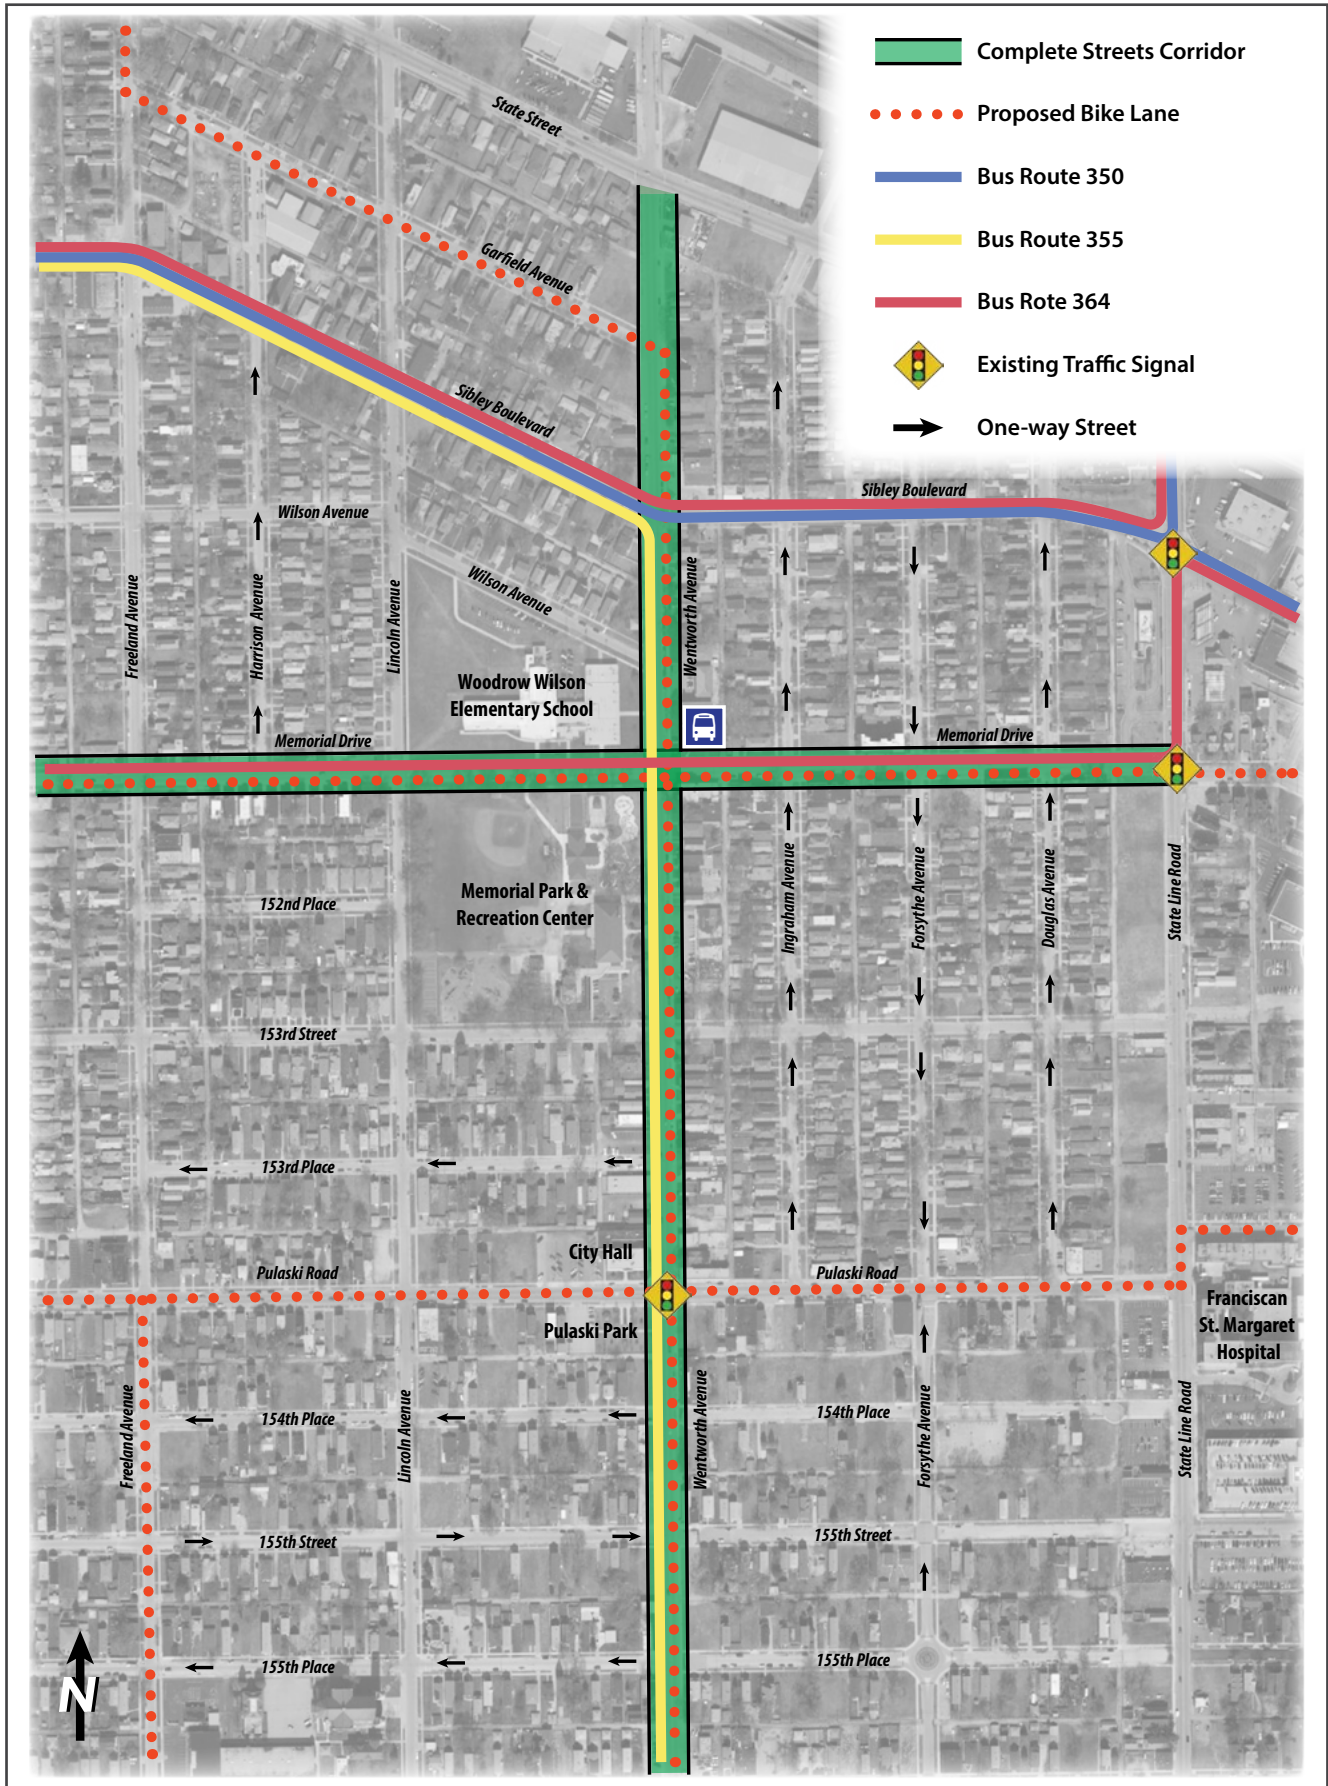 Complete Streets Corridor
Proposed Bike Lane
Bus Route 350
Bus Route 355
Bus Rote 364
Existing Traffic Signal
One-way Street
State Street
Garfield Avenue
Sibley Boulevard
Sibley Boulevard
Wilson Avenue
Wilson Avenue
Freeland Avenue
Harrison Avenue
Lincoln Avenue
Wentworth Avenue
Woodrow Wilson
Elementary School
Memorial Drive
Memorial Drive
Ingraham Avenue
Forsythe Avenue
Douglas Avenue
State Line Road
152nd Place
Memorial Park &
Recreation Center
153rd Street
153rd Place
City Hall
Pulaski Road
Pulaski Road
Pulaski Park
Franciscan
St. Margaret
Hospital
Freeland Avenue
Lincoln Avenue
Wentworth Avenue
Forsythe Avenue
State Line Road
154th Place
154th Place
155th Street
155th Street
155th Place
155th Place
N